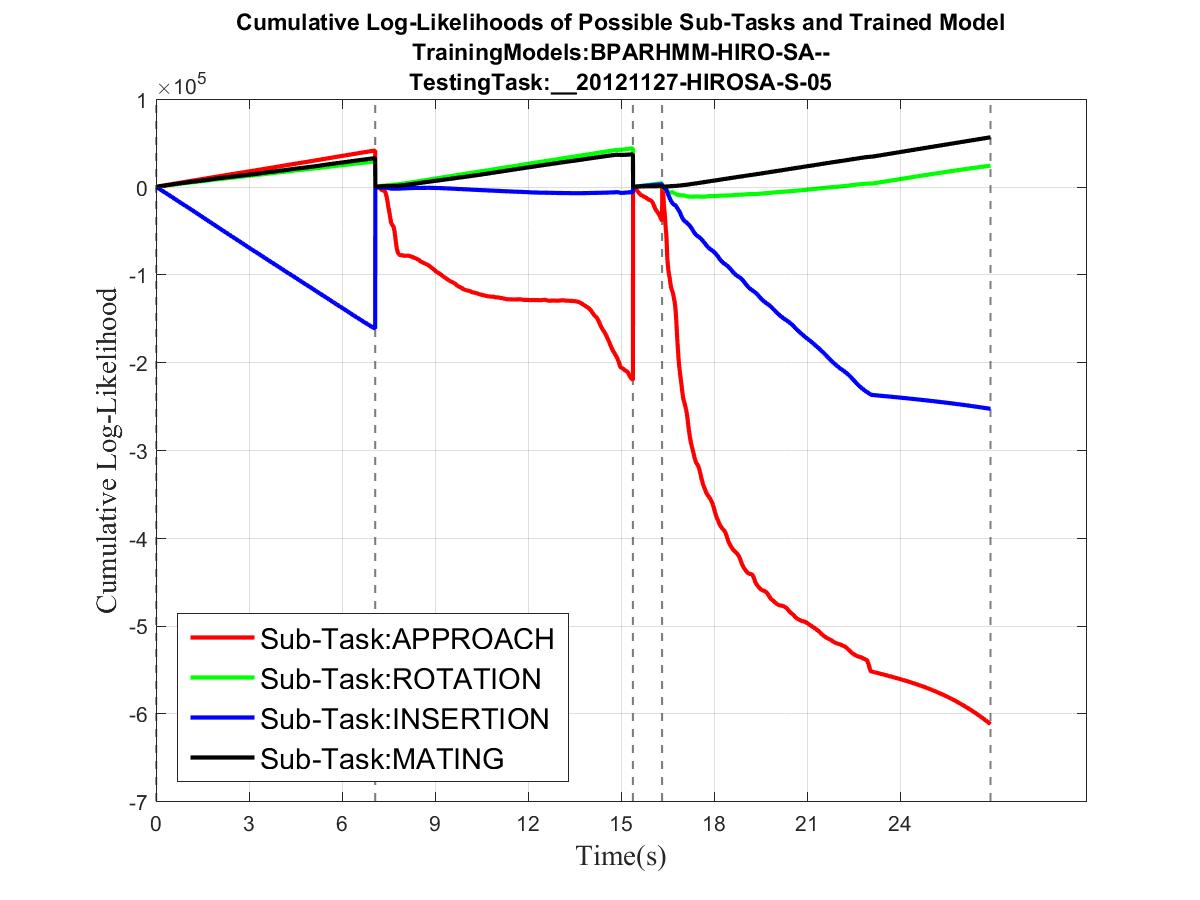 Cumulative Log-Likelihoods of Possible Sub-Tasks and Trained Model
TrainingModels:BPARHMM-HIRO-SA--
TestingTask:__20121127-HIROSA-S-05
×10^5
1
0
-1
-2
-3
-4
-5
-6
-7
Cumulative Log-Likelihood
Sub-Task:APPROACH
Sub-Task:ROTATION
Sub-Task:INSERTION
Sub-Task:MATING
0 3 6 9 12 15 18 21 24
Time(s)